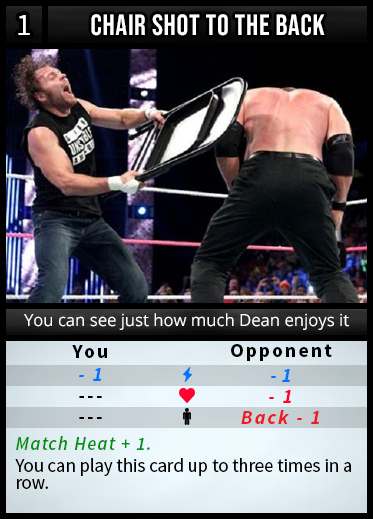 1
CHAIR SHOT TO THE BACK
UNSTABLE
You can see just how much Dean enjoys it
You Opponent
- 1 - 1
--- - 1
--- Back - 1
Match Heat + 1.
You can play this card up to three times in a
row.